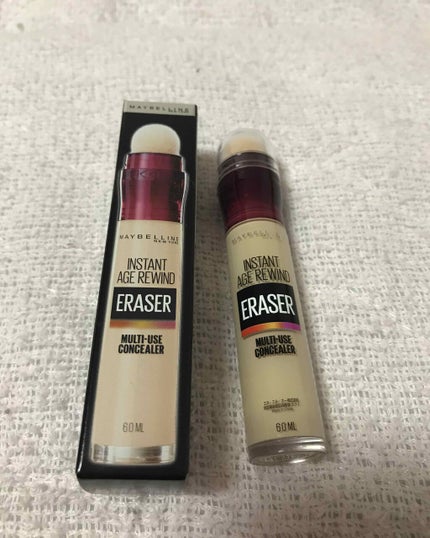 MAYBELLINE
MAYBELLINE
NEW YORK
INSTANT
AGE REWIND
ERASER
MULTI-USE
CONCEALER
6.0 ML
MAYBELLINE
INSTANT
AGE REWIND
ERASER
MULTI-USE
CONCEALER
6.0 ML